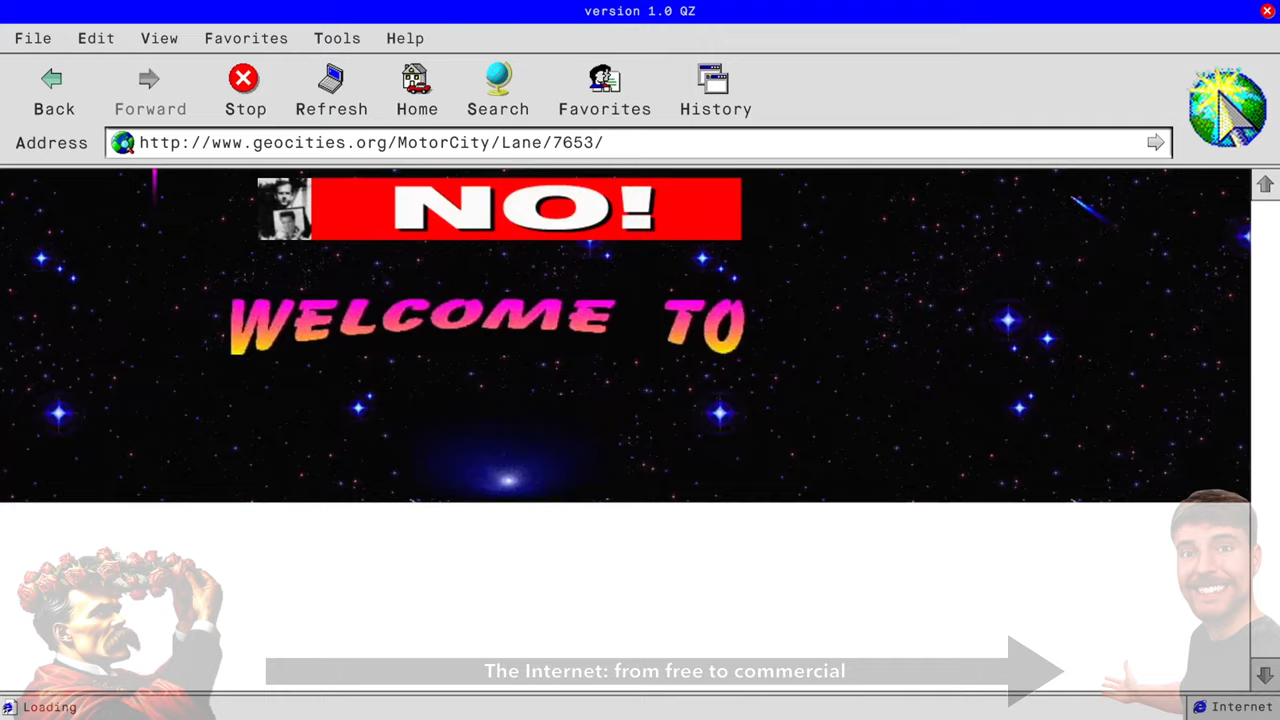 version 1.0 QZ
File Edit View Favorites Tools Help
Back Forward Stop Refresh Home Search Favorites History
Address http://www.geocities.org/MotorCity/Lane/7653/
NO!
WELCOME TO
The Internet: from free to commercial
Loading Internet